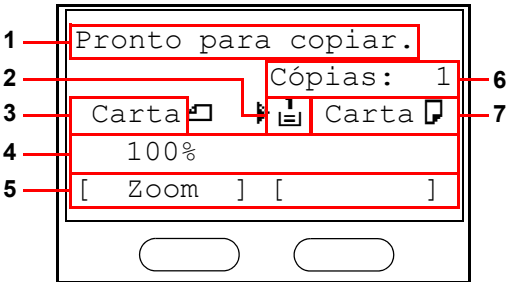 1 Pronto para copiar.
2 Cópias: 1 6
3 Carta Carta 7
4 100%
5 [ Zoom ] [ ]